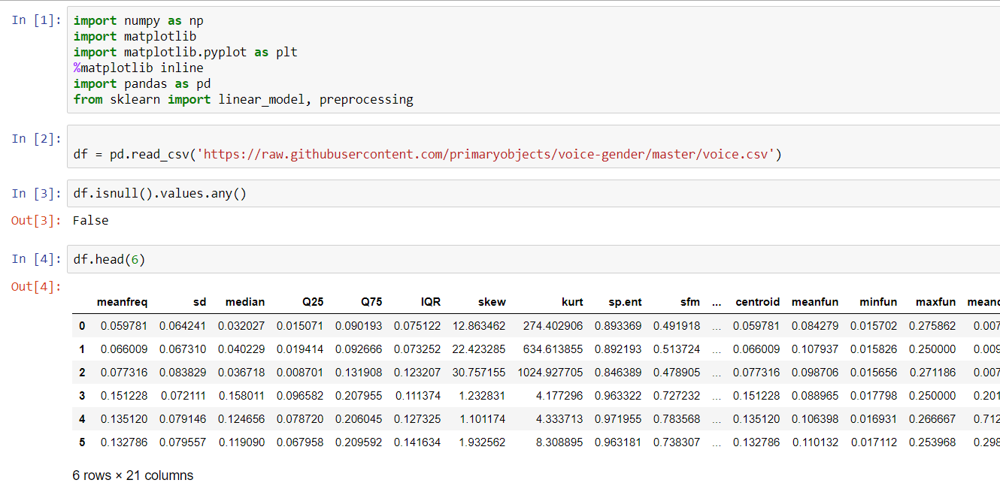 In [1]: import numpy as np
import matplotlib
import matplotlib.pyplot as plt
%matplotlib inline
import pandas as pd
from sklearn import linear_model, preprocessing
In [2]:
df = pd.read_csv('https://raw.githubusercontent.com/primaryobjects/voice-gender/master/voice.csv')
In [3]: df.isnull().values.any()
Out[3]: False
In [4]: df.head(6)
Out[4]:
meanfreq sd median Q25 Q75 IQR skew kurt sp.ent sfm ... centroid meanfun minfun maxfun meand
0 0.059781 0.064241 0.032027 0.015071 0.090193 0.075122 12.863462 274.402906 0.893369 0.491918 ... 0.059781 0.084279 0.015702 0.275862 0.007
1 0.066009 0.067310 0.040229 0.019414 0.092666 0.073252 22.423285 634.613855 0.892193 0.513724 ... 0.066009 0.107937 0.015826 0.250000 0.009
2 0.077316 0.083829 0.036718 0.008701 0.131908 0.123207 30.757155 1024.927705 0.846389 0.478905 ... 0.077316 0.098706 0.015656 0.271186 0.007
3 0.151228 0.072111 0.158011 0.096582 0.207955 0.111374 1.232831 4.177296 0.963322 0.727232 ... 0.151228 0.088965 0.017798 0.250000 0.201
4 0.135120 0.079146 0.124656 0.078720 0.206045 0.127325 1.101174 4.333713 0.971955 0.783568 ... 0.135120 0.106398 0.016931 0.266667 0.712
5 0.132786 0.079557 0.119090 0.067958 0.209592 0.141634 1.932562 8.308895 0.963181 0.738307 ... 0.132786 0.110132 0.017112 0.253968 0.298
6 rows × 21 columns